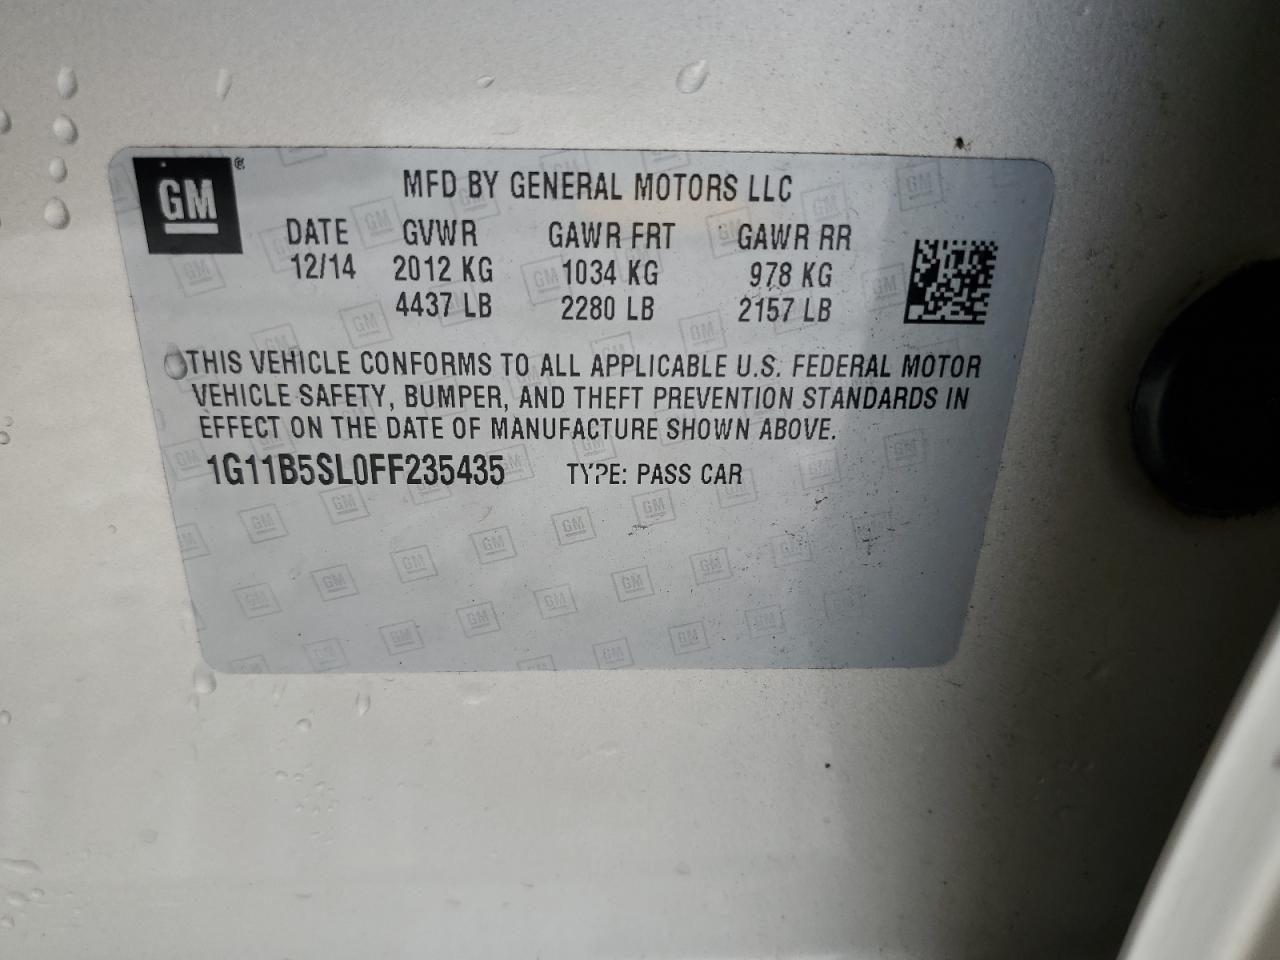 GM®
MFD BY GENERAL MOTORS LLC
DATE GVWR GAWR FRT GAWR RR
12/14 2012 KG 1034 KG 978 KG
4437 LB 2280 LB 2157 LB
THIS VEHICLE CONFORMS TO ALL APPLICABLE U.S. FEDERAL MOTOR
VEHICLE SAFETY, BUMPER, AND THEFT PREVENTION STANDARDS IN
EFFECT ON THE DATE OF MANUFACTURE SHOWN ABOVE.
1G11B5SL0FF235435 TYPE: PASS CAR